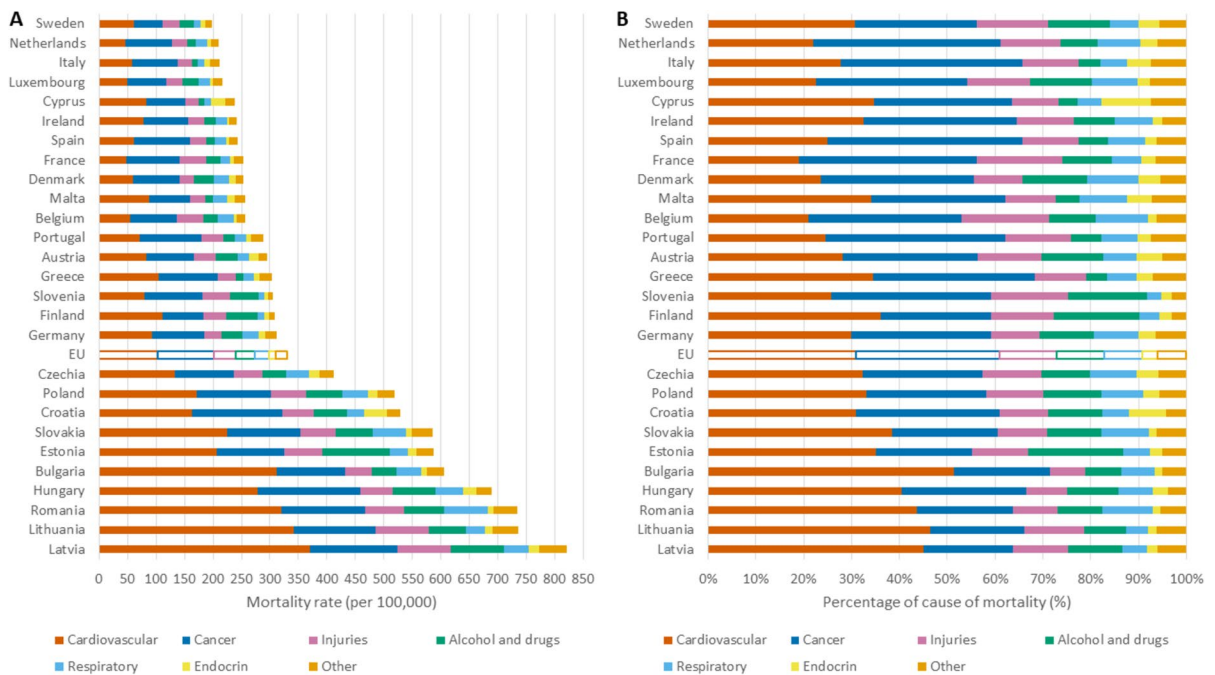 A
Sweden
Netherlands
Italy
Luxembourg
Cyprus
Ireland
Spain
France
Denmark
Malta
Belgium
Portugal
Austria
Greece
Slovenia
Finland
Germany
EU
Czechia
Poland
Croatia
Slovakia
Estonia
Bulgaria
Hungary
Romania
Lithuania
Latvia
0 50 100 150 200 250 300 350 400 450 500 550 600 650 700 750 800 850
Mortality rate (per 100,000)
Cardiovascular Cancer Injuries Alcohol and drugs
Respiratory Endocrin Other
B
Sweden
Netherlands
Italy
Luxembourg
Cyprus
Ireland
Spain
France
Denmark
Malta
Belgium
Portugal
Austria
Greece
Slovenia
Finland
Germany
EU
Czechia
Poland
Croatia
Slovakia
Estonia
Bulgaria
Hungary
Romania
Lithuania
Latvia
0% 10% 20% 30% 40% 50% 60% 70% 80% 90% 100%
Percentage of cause of mortality (%)
Cardiovascular Cancer Injuries Alcohol and drugs
Respiratory Endocrin Other